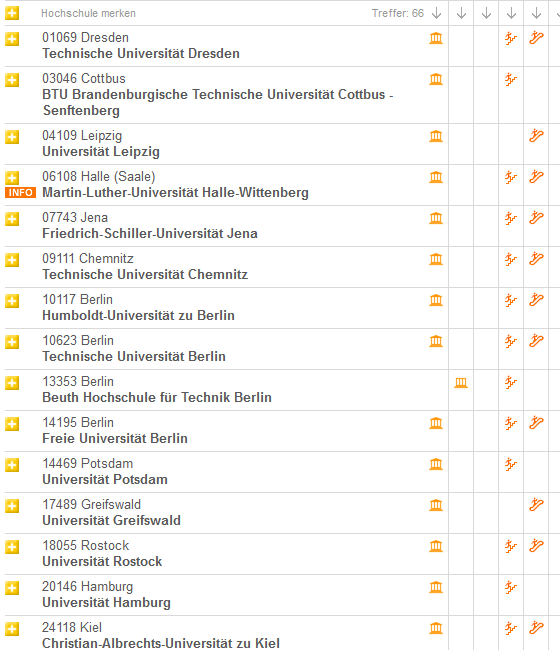 Hochschule merken Treffer: 66
01069 Dresden
Technische Universität Dresden
03046 Cottbus
BTU Brandenburgische Technische Universität Cottbus -
Senftenberg
04109 Leipzig
Universität Leipzig
06108 Halle (Saale)
INFO Martin-Luther-Universität Halle-Wittenberg
07743 Jena
Friedrich-Schiller-Universität Jena
09111 Chemnitz
Technische Universität Chemnitz
10117 Berlin
Humboldt-Universität zu Berlin
10623 Berlin
Technische Universität Berlin
13353 Berlin
Beuth Hochschule für Technik Berlin
14195 Berlin
Freie Universität Berlin
14469 Potsdam
Universität Potsdam
17489 Greifswald
Universität Greifswald
18055 Rostock
Universität Rostock
20146 Hamburg
Universität Hamburg
24118 Kiel
Christian-Albrechts-Universität zu Kiel